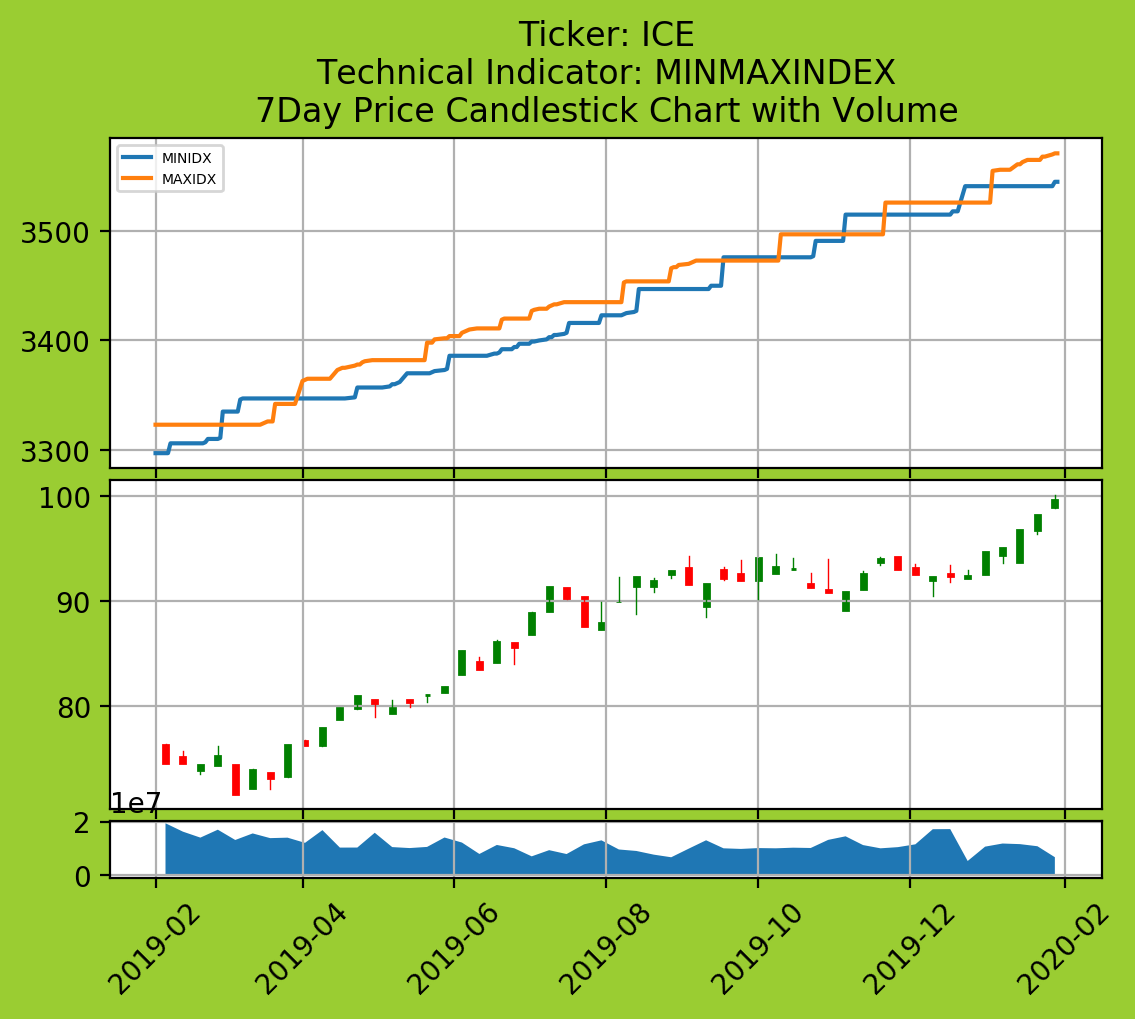 Ticker: ICE
Technical Indicator: MINMAXINDEX
7Day Price Candlestick Chart with Volume
MINIDX
MAXIDX
3500
3400
3300
100
90
80
1e7
2
0
2019-02
2019-04
2019-06
2019-08
2019-10
2019-12
2020-02